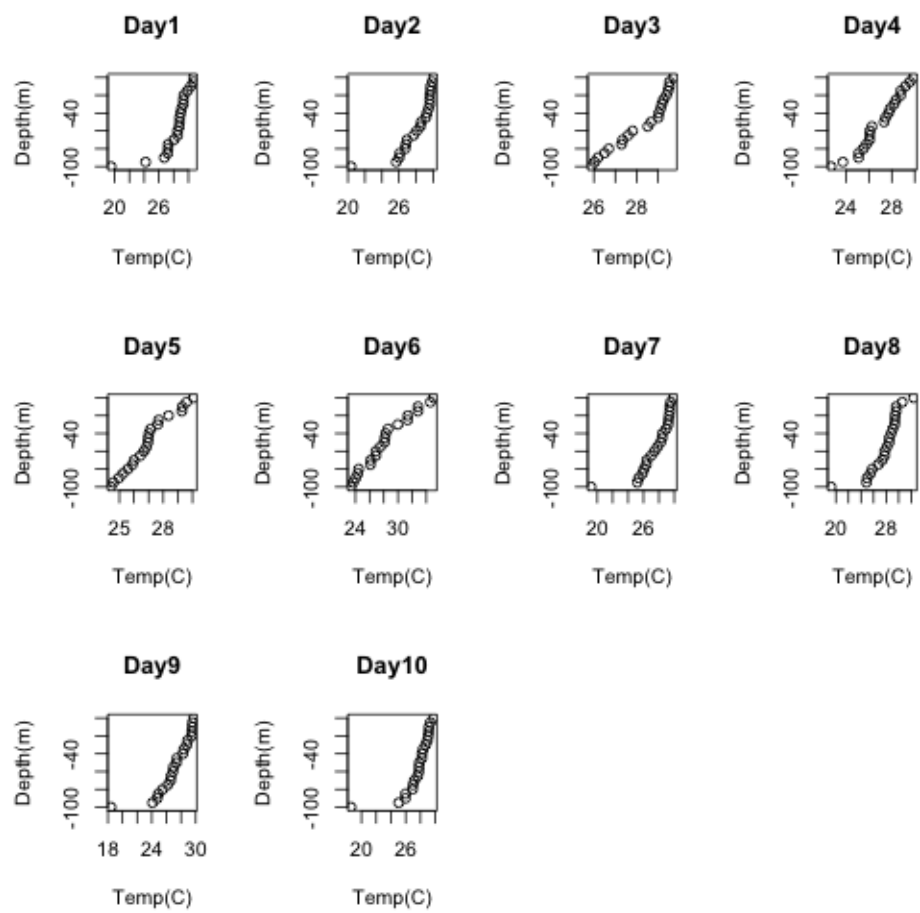 Day1 Day2 Day3 Day4
Depth(m) Depth(m) Depth(m) Depth(m)
-40 -40 -40 -40
-100 -100 -100 -100
20 26 20 26 26 28 24 28
Temp(C) Temp(C) Temp(C) Temp(C)
Day5 Day6 Day7 Day8
Depth(m) Depth(m) Depth(m) Depth(m)
-40 -40 -40 -40
-100 -100 -100 -100
25 28 24 30 20 26 20 28
Temp(C) Temp(C) Temp(C) Temp(C)
Day9 Day10
Depth(m) Depth(m)
-40 -40
-100 -100
18 24 30 20 26
Temp(C) Temp(C)